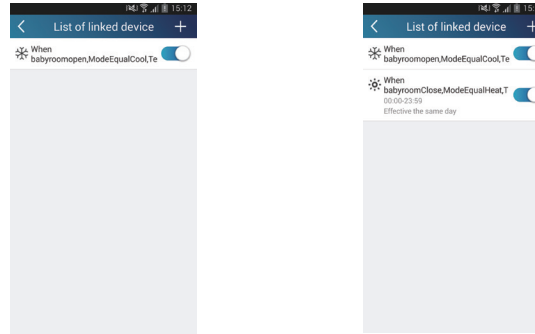 15:12
List of linked device
When
babyroomopen,ModeEqualCool,Te
List of linked device
When
babyroomopen,ModeEqualCool,Te
When
babyroomClose,ModeEqualHeat,T
00:00-23:59
Effective the same day